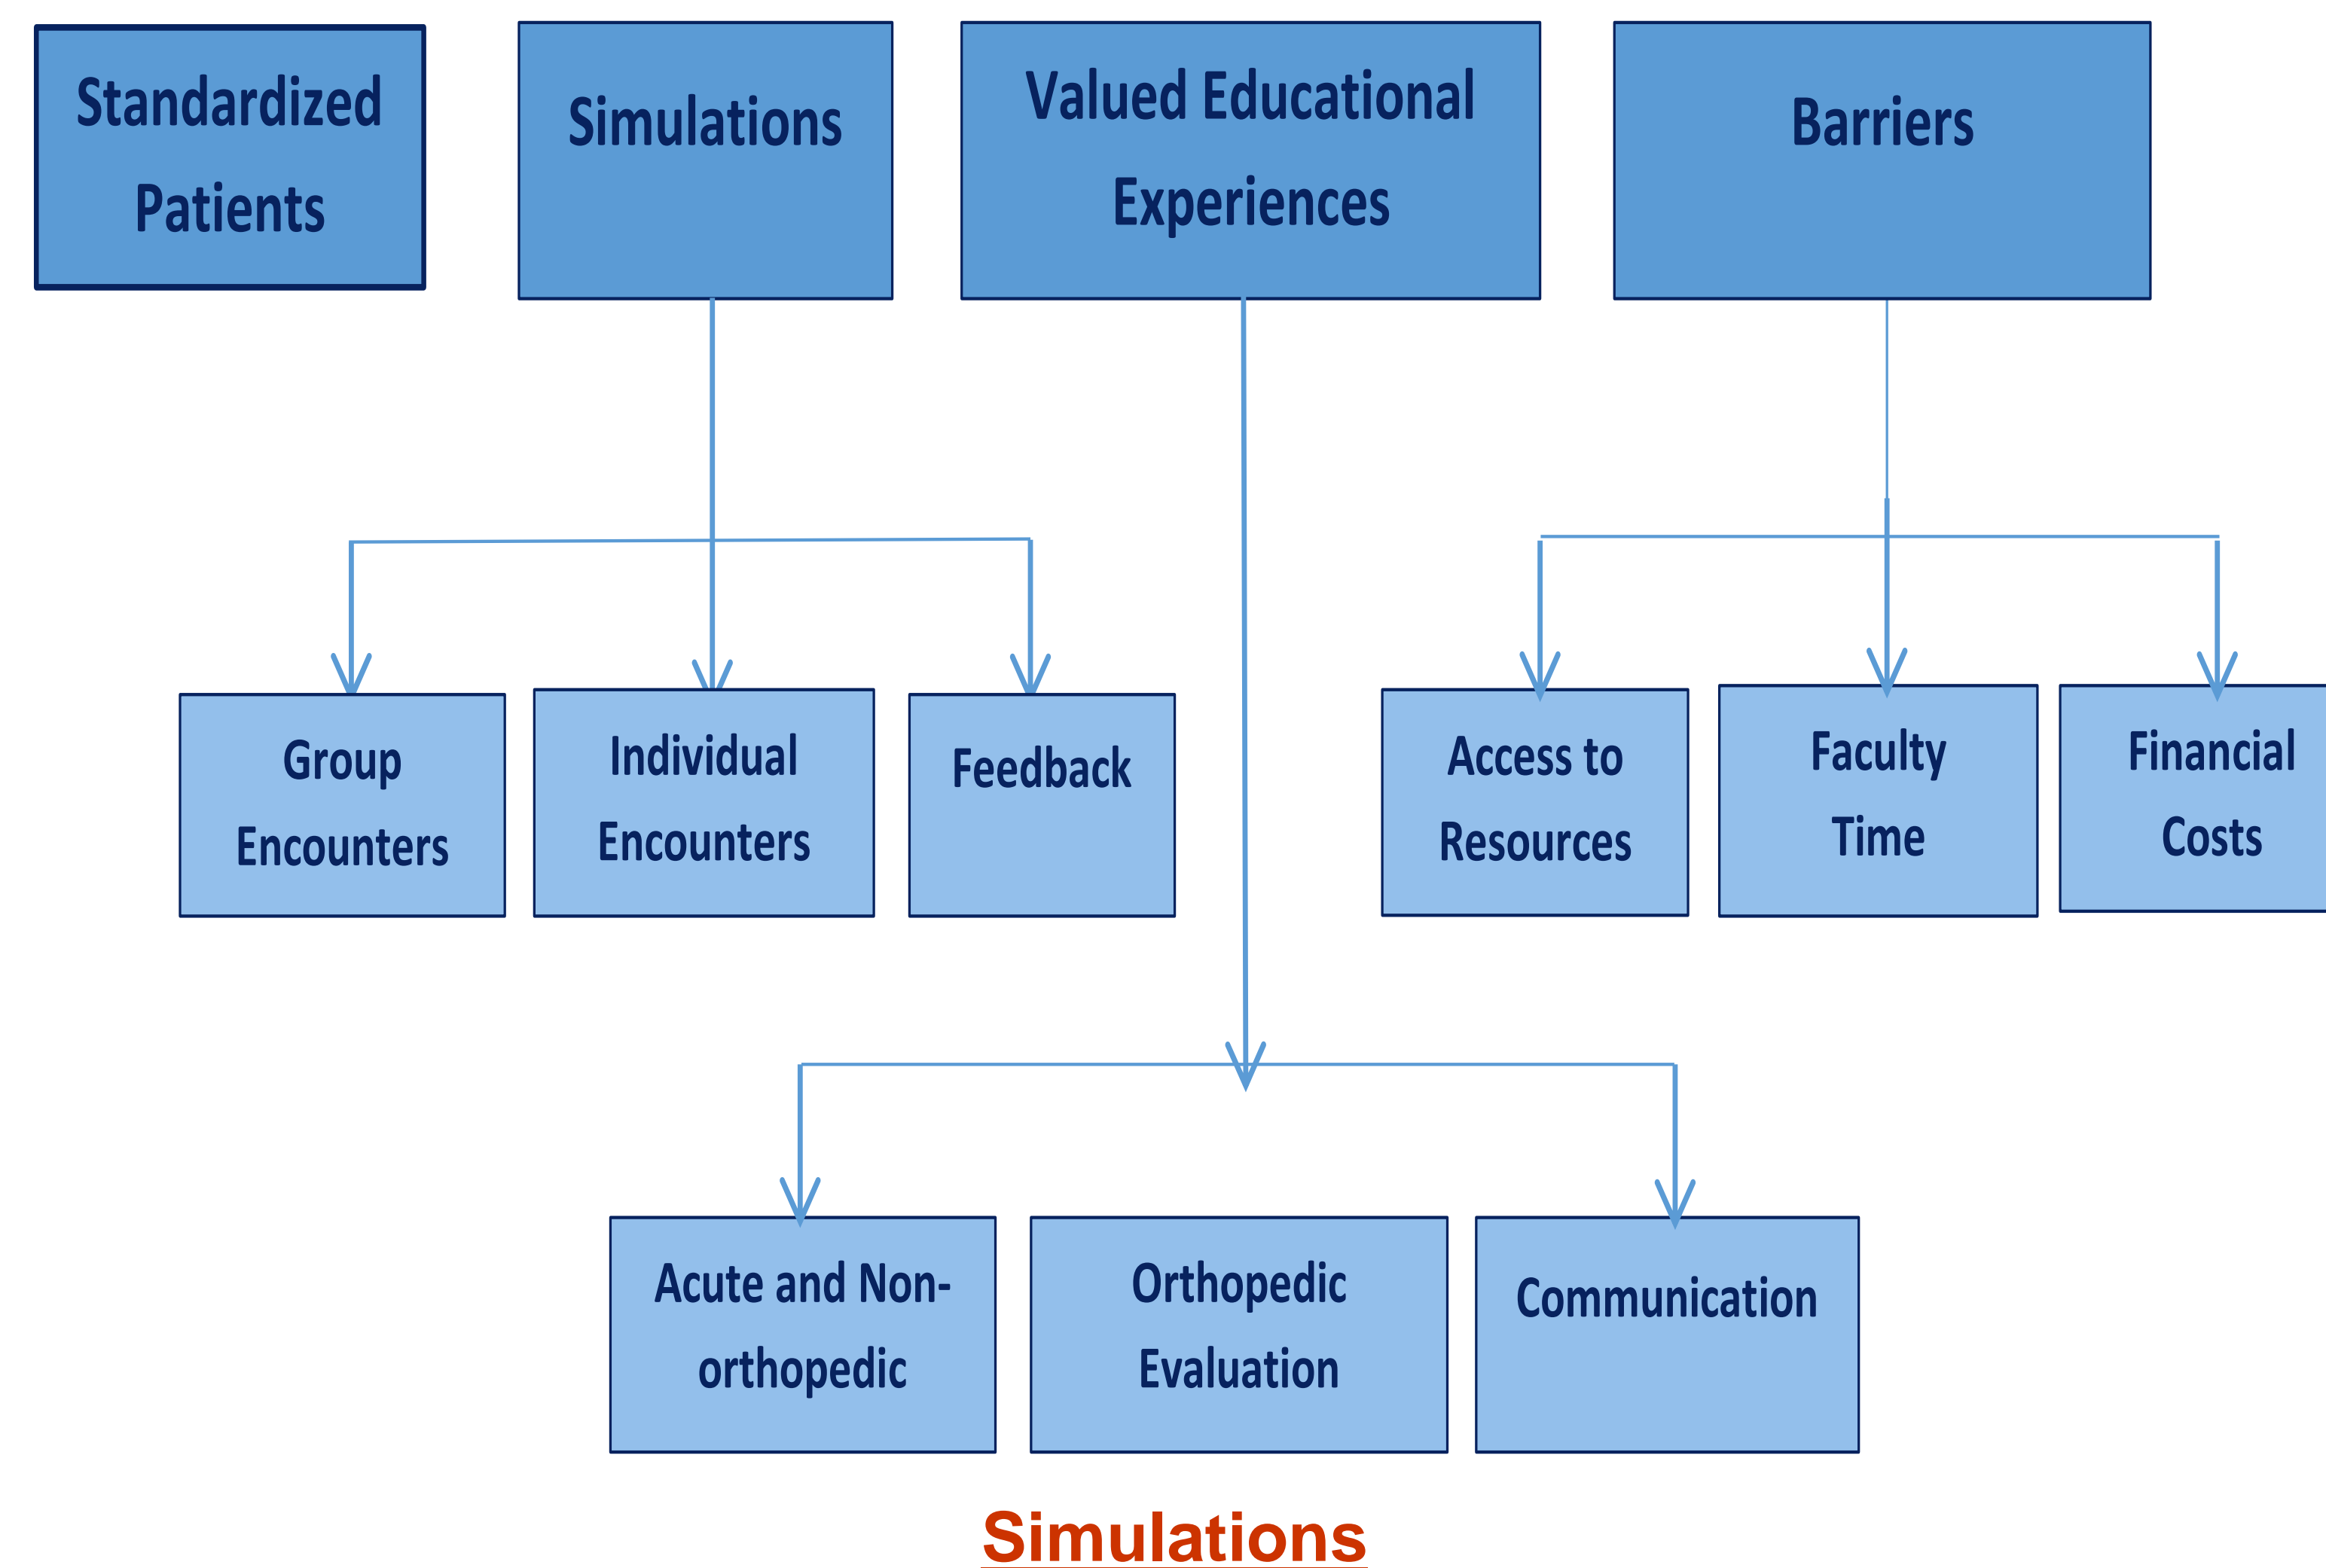 Standardized
Patients
Simulations
Valued Educational
Experiences
Barriers
Group
Encounters
Individual
Encounters
Feedback
Access to
Resources
Faculty
Time
Financial
Costs
Acute and Non-
orthopedic
Orthopedic
Evaluation
Communication
Simulations